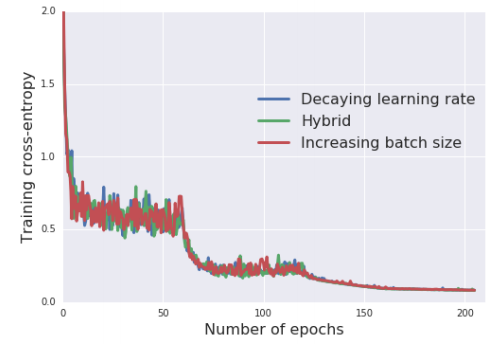 2.0
1.5
1.0
0.5
0.0
Training cross-entropy
Decaying learning rate
Hybrid
Increasing batch size
0 50 100 150 200
Number of epochs